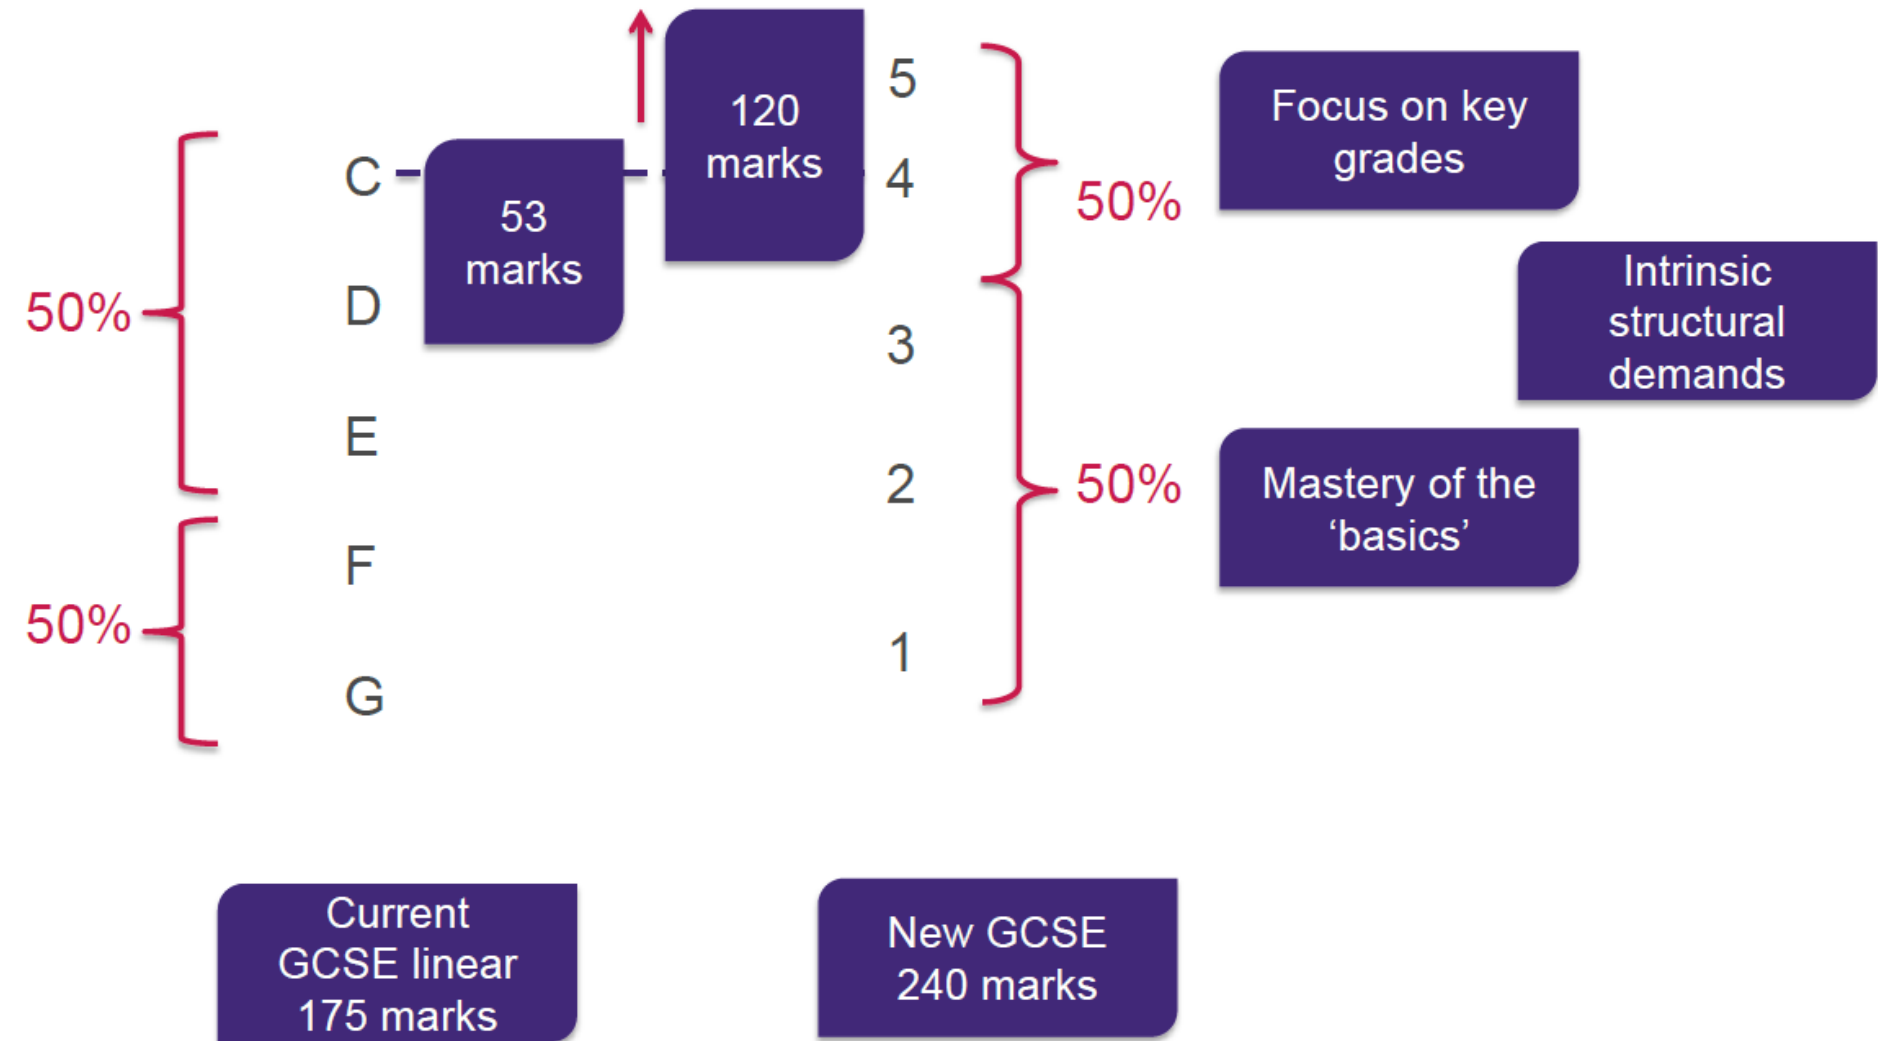 50%
50%
C
D
E
F
G
53
marks
120
marks
5
4
3
2
1
50%
50%
Focus on key
grades
Intrinsic
structural
demands
Mastery of the
‘basics’
Current
GCSE linear
175 marks
New GCSE
240 marks